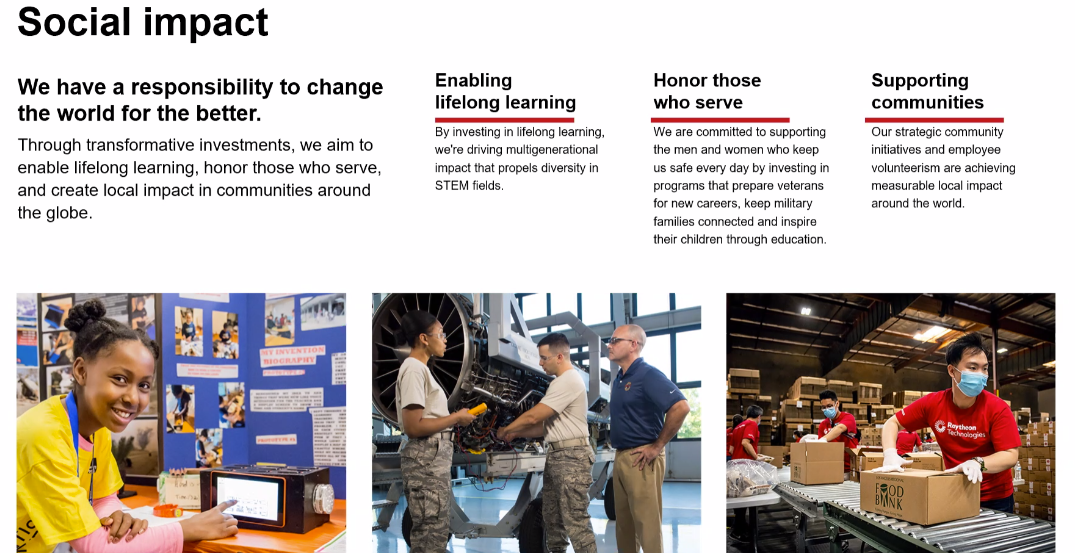 Social impact
We have a responsibility to change
the world for the better.
Through transformative investments, we aim to
enable lifelong learning, honor those who serve,
and create local impact in communities around
the globe.
Enabling
lifelong learning
By investing in lifelong learning,
we're driving multigenerational
impact that propels diversity in
STEM fields.
Honor those
who serve
We are committed to supporting
the men and women who keep
us safe every day by investing in
programs that prepare veterans
for new careers, keep military
families connected and inspire
their children through education.
Supporting
communities
Our strategic community
initiatives and employee
volunteerism are achieving
measurable local impact
around the world.
MY INVENTION
BIOGRAPHY
Raytheon
Technologies
FOOD
BANK